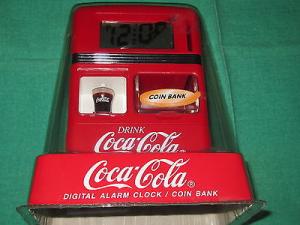 12:00
COIN BANK
DRINK
Coca-Cola
Coca-Cola®
DIGITAL ALARM CLOCK / COIN BANK